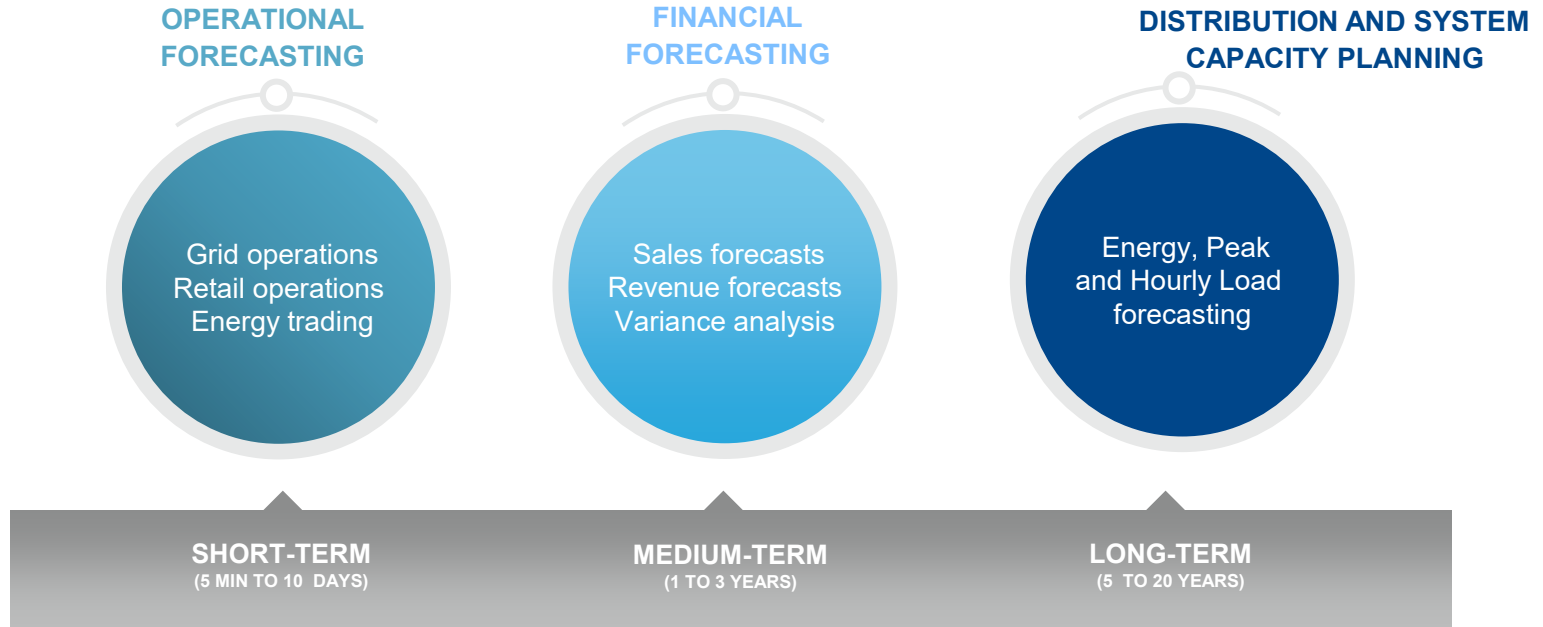 OPERATIONAL
FORECASTING
Grid operations
Retail operations
Energy trading
SHORT-TERM
(5 MIN TO 10 DAYS)
FINANCIAL
FORECASTING
Sales forecasts
Revenue forecasts
Variance analysis
MEDIUM-TERM
(1 TO 3 YEARS)
DISTRIBUTION AND SYSTEM
CAPACITY PLANNING
Energy, Peak
and Hourly Load
forecasting
LONG-TERM
(5 TO 20 YEARS)